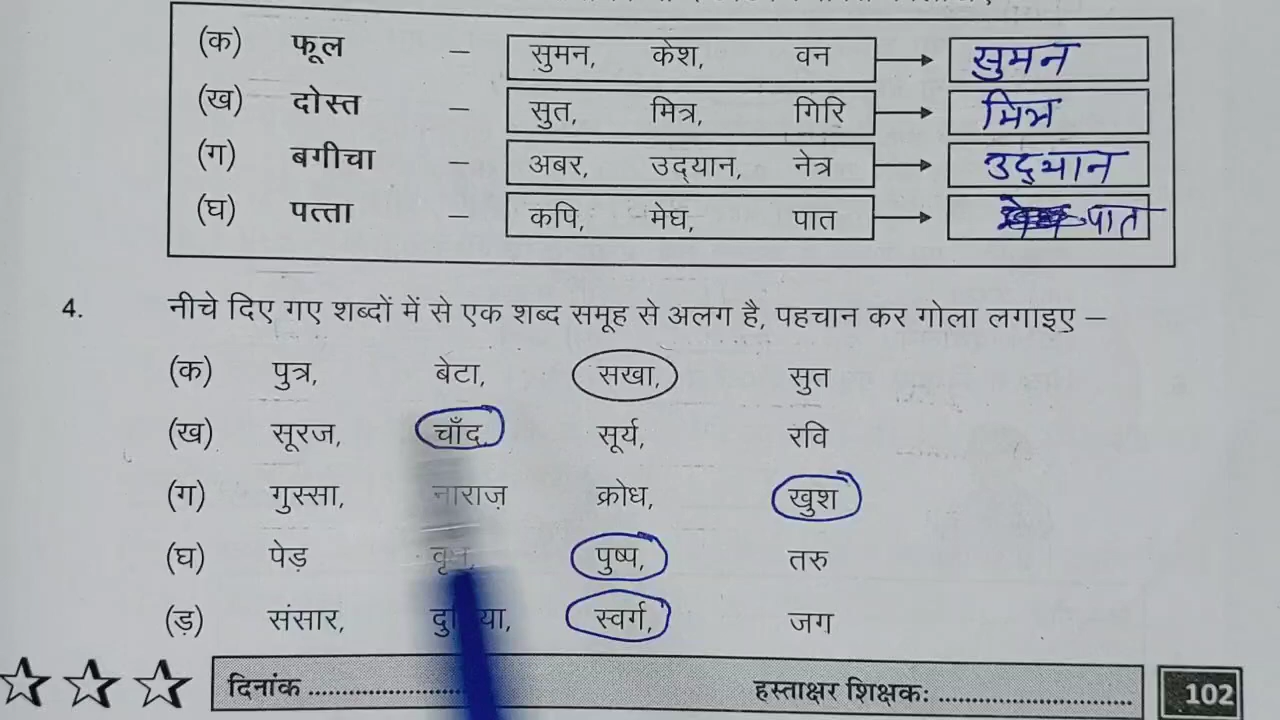 (क) फूल – सुमन, केश, वन सुमन
(ख) दोस्त – सुत, मित्र, गिरि मित्र
(ग) बगीचा – अबर, उद्‌यान, नेत्र उद्‌यान
(घ) पत्ता – कपि, मेघ, पात पात
4. नीचे दिए गए शब्दों में से एक शब्द समूह से अलग है, पहचान कर गोला लगाइए –
(क) पुत्र, बेटा, सखा, सुत
(ख) सूरज, चाँद, सूर्य, रवि
(ग) गुस्सा, नाराज़ क्रोध, खुश
(घ) पेड़ पुष्प, तरु
(ड़) संसार, स्वर्ग, जग
दिनांक ........................ हस्ताक्षर शिक्षक: ................................
102